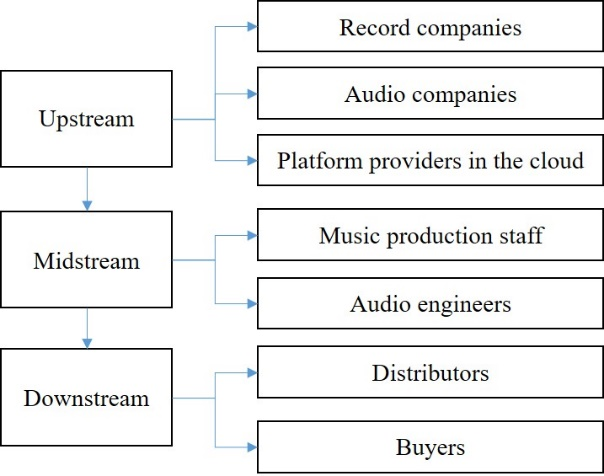 Upstream
Record companies
Audio companies
Platform providers in the cloud
Midstream
Music production staff
Audio engineers
Downstream
Distributors
Buyers